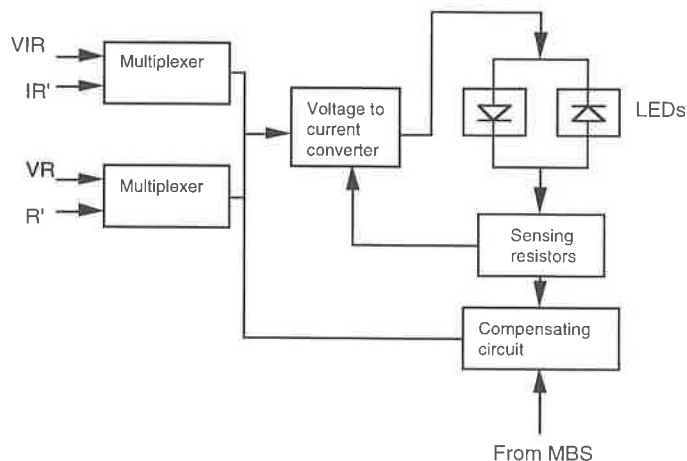 VIR
IR'
Multiplexer
VR
R'
Multiplexer
Voltage to
current
converter
LEDs
Sensing
resistors
Compensating
circuit
From MBS